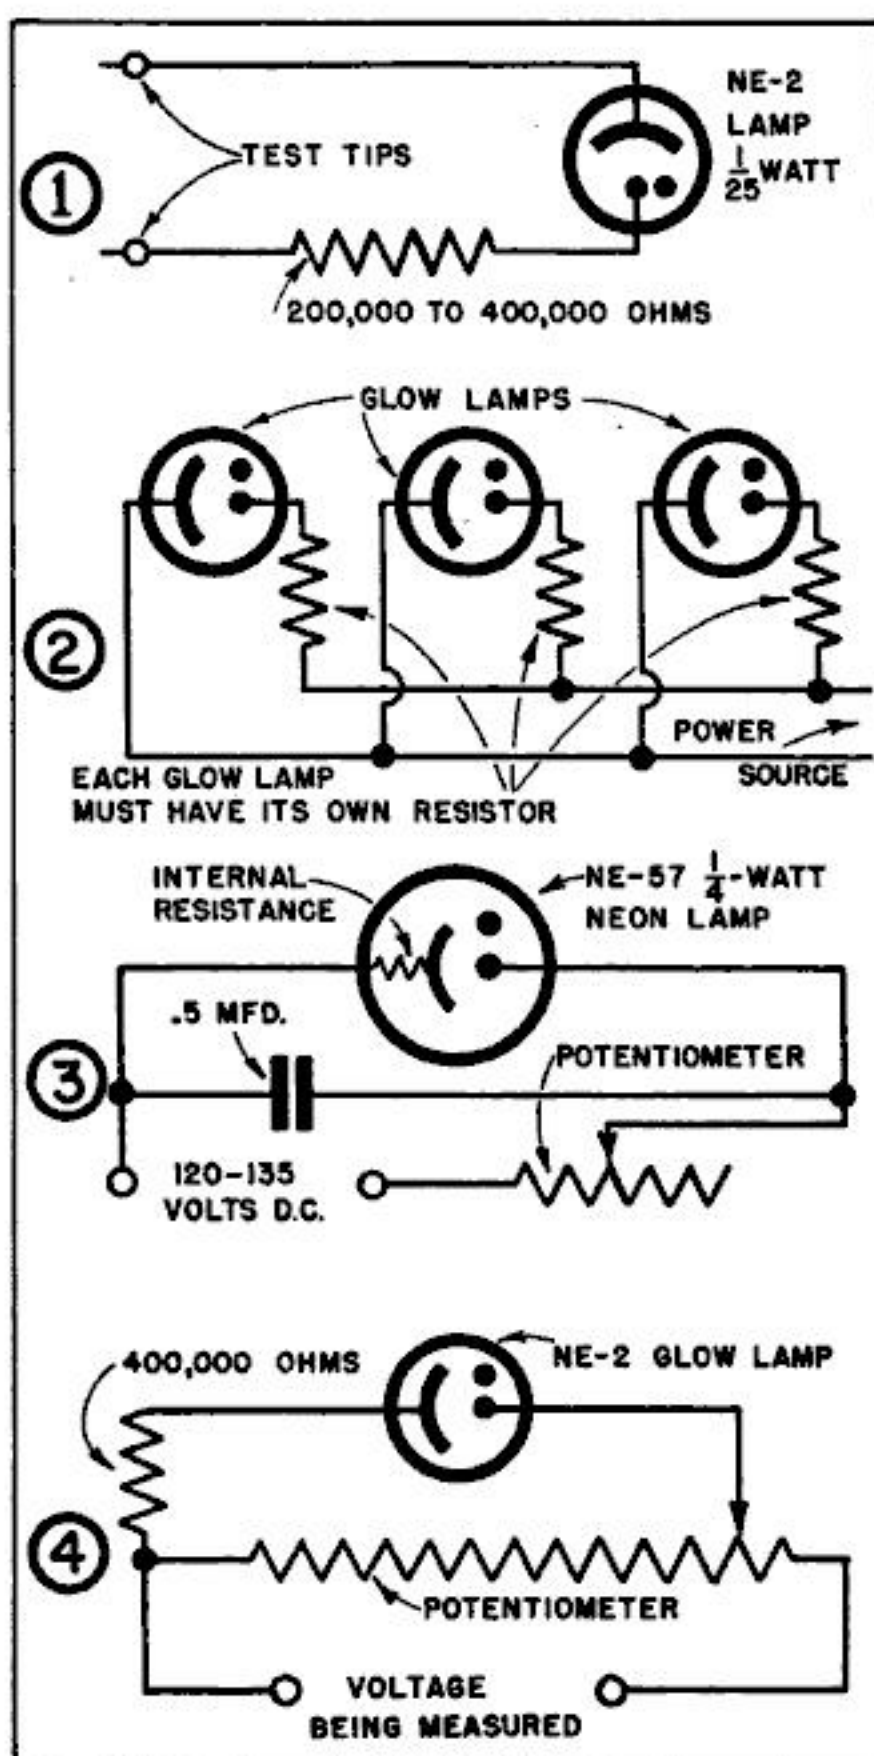 NE-2
LAMP
1/25 WATT
TEST TIPS
1
200,000 TO 400,000 OHMS
GLOW LAMPS
2
POWER
SOURCE
EACH GLOW LAMP
MUST HAVE ITS OWN RESISTOR
INTERNAL
RESISTANCE
NE-57 1/4-WATT
NEON LAMP
.5 MFD.
POTENTIOMETER
3
120-135
VOLTS D.C.
400,000 OHMS
NE-2 GLOW LAMP
4
POTENTIOMETER
VOLTAGE
BEING MEASURED